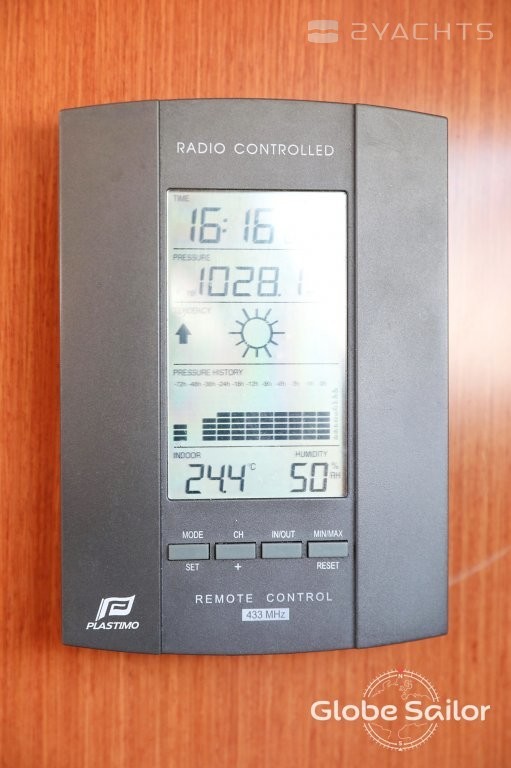 2YACHTS
RADIO CONTROLLED
TIME
16:16
PRESSURE
1028.1
PRESSURE HISTORY
INDOOR HUMIDITY
24.4 °C 50 % RH
MODE CH IN/OUT MIN/MAX
SET + RESET
REMOTE CONTROL
433 MHz
PLASTIMO
Globe Sailor